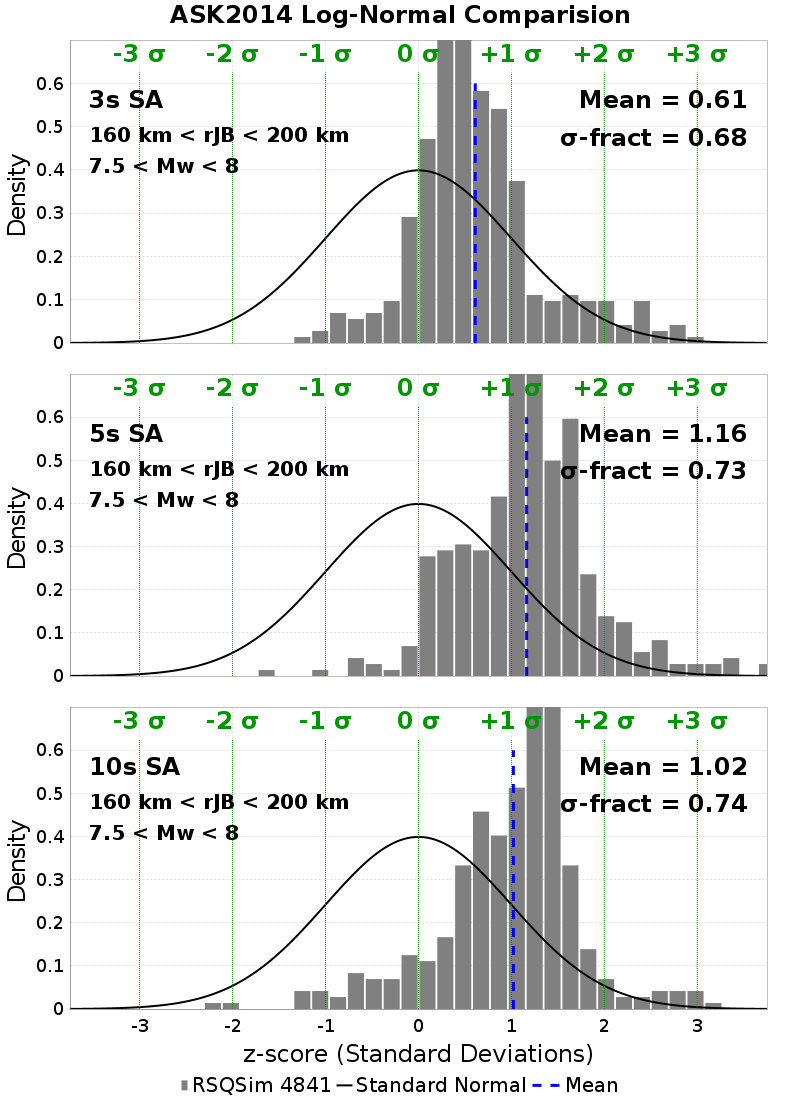 ASK2014 Log-Normal Comparision
-3 σ -2 σ -1 σ 0 σ +1 σ +2 σ +3 σ
3s SA
Mean = 0.61
160 km < rJB < 200 km
σ-fract = 0.68
7.5 < Mw < 8
Density
0.6
0.5
0.4
0.3
0.2
0.1
0
-3 σ -2 σ -1 σ 0 σ +1 σ +2 σ +3 σ
5s SA
Mean = 1.16
160 km < rJB < 200 km
σ-fract = 0.73
7.5 < Mw < 8
Density
0.6
0.5
0.4
0.3
0.2
0.1
0
-3 σ -2 σ -1 σ 0 σ +1 σ +2 σ +3 σ
10s SA
Mean = 1.02
160 km < rJB < 200 km
σ-fract = 0.74
7.5 < Mw < 8
Density
0.6
0.5
0.4
0.3
0.2
0.1
0
-3 -2 -1 0 1 2 3
z-score (Standard Deviations)
RSQSim 4841 Standard Normal Mean